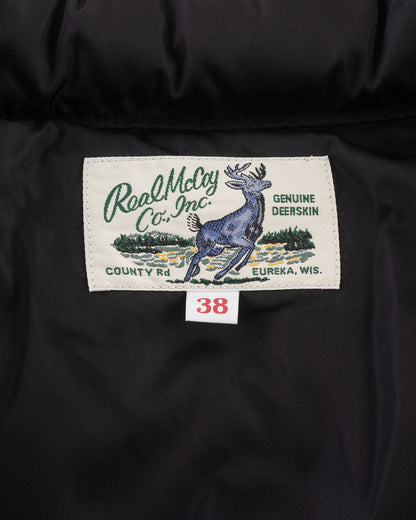 Real McCoy
Co., Inc.
GENUINE
DEERSKIN
COUNTY Rd
EUREKA, WIS.
38